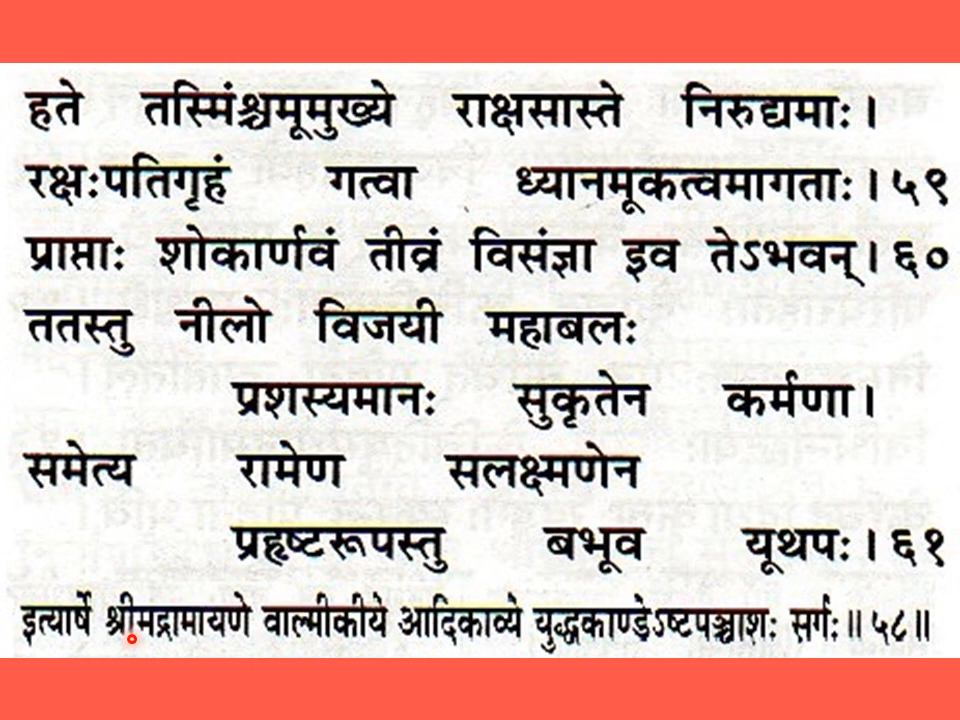 हते तस्मिंश्चमूमुख्ये राक्षसास्ते निरुद्यमाः।
रक्षःपतिगृहं गत्वा ध्यानमूकत्वमागताः।५९
प्राप्ताः शोकार्णवं तीव्रं विसंज्ञा इव तेऽभवन्।६०
ततस्तु नीलो विजयी महाबलः
प्रशस्यमानः सुकृतेन कर्मणा।
समेत्य रामेण सलक्ष्मणेन
प्रहृष्टरूपस्तु बभूव यूथपः।६१
इत्यार्षे श्रीमद्रामायणे वाल्मीकीये आदिकाव्ये युद्धकाण्डेऽष्टपञ्चाशः सर्गः॥५८॥